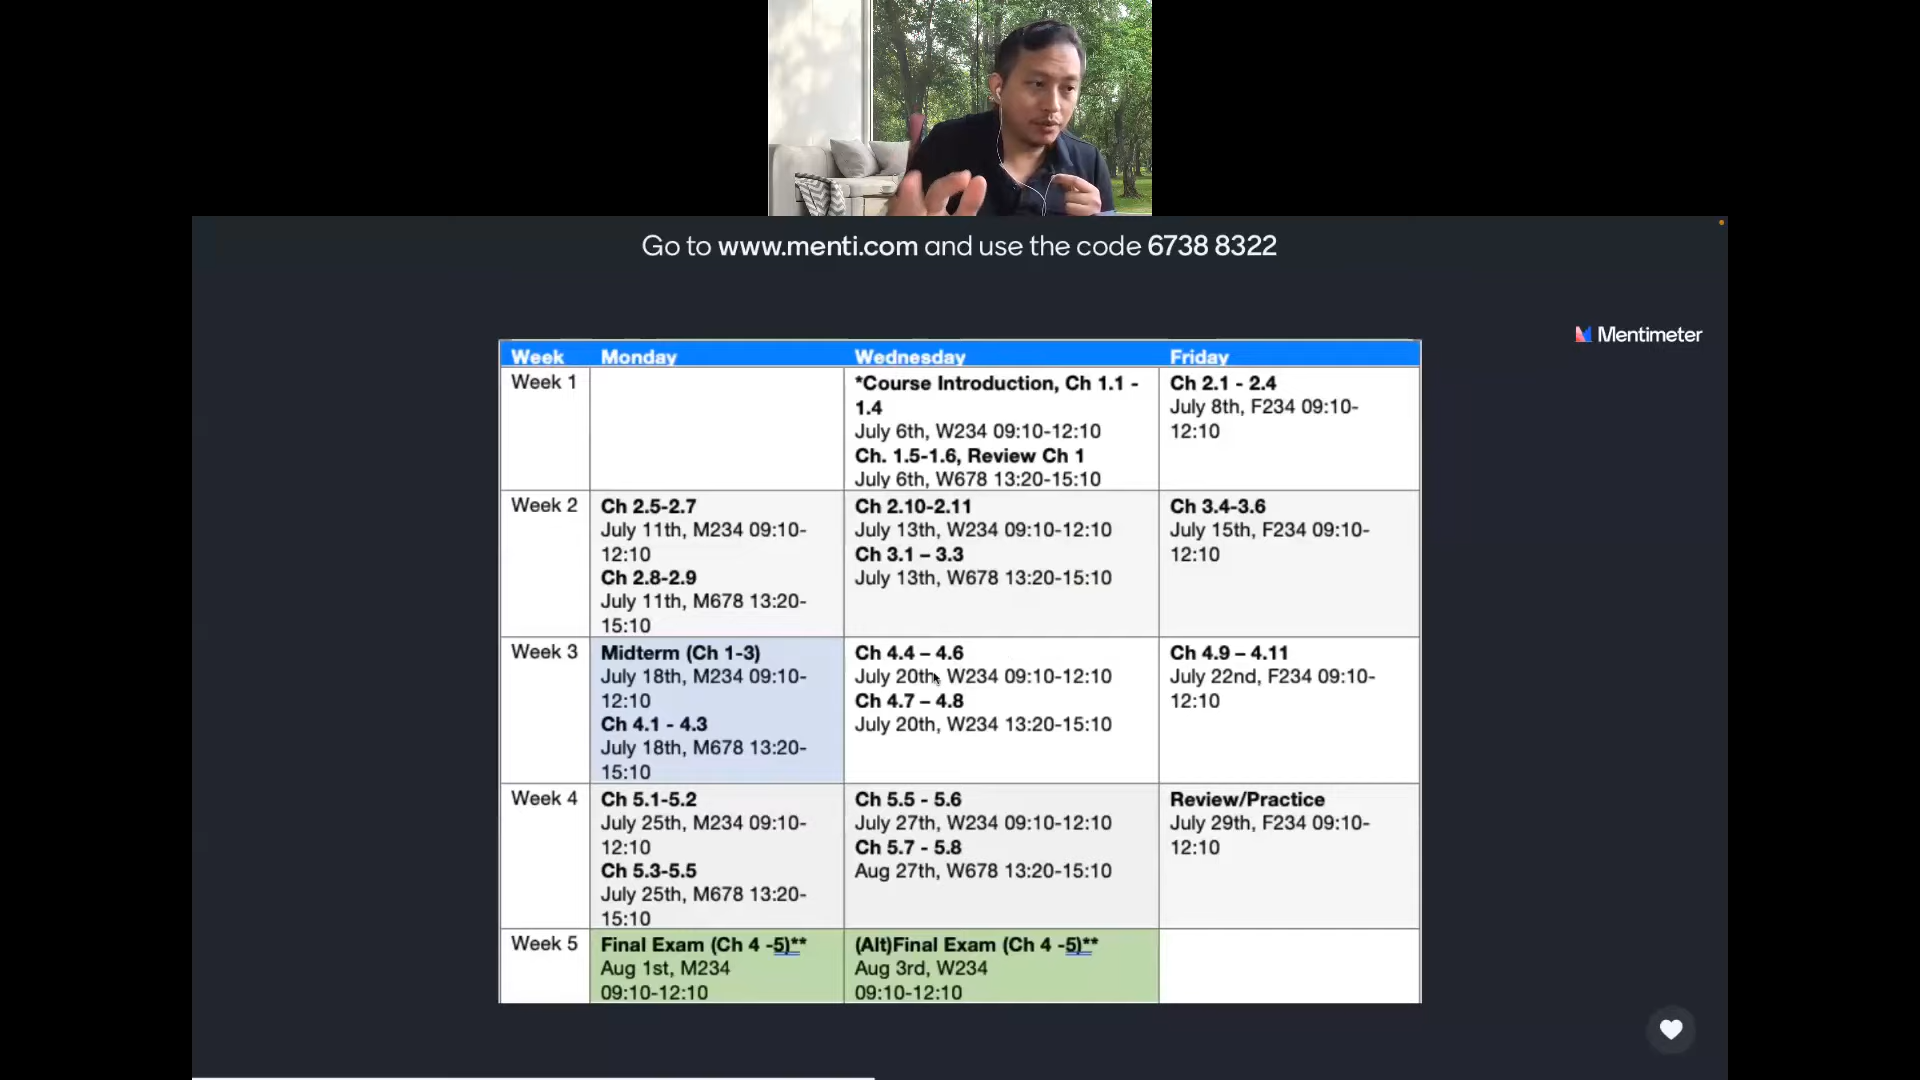 Go to www.menti.com and use the code 6738 8322
Mentimeter
Week Monday Wednesday Friday
Week 1
*Course Introduction, Ch 1.1 -
1.4
July 6th, W234 09:10-12:10
Ch. 1.5-1.6, Review Ch 1
July 6th, W678 13:20-15:10
Ch 2.1 - 2.4
July 8th, F234 09:10-
12:10
Week 2
Ch 2.5-2.7
July 11th, M234 09:10-
12:10
Ch 2.8-2.9
July 11th, M678 13:20-
15:10
Ch 2.10-2.11
July 13th, W234 09:10-12:10
Ch 3.1 – 3.3
July 13th, W678 13:20-15:10
Ch 3.4-3.6
July 15th, F234 09:10-
12:10
Week 3
Midterm (Ch 1-3)
July 18th, M234 09:10-
12:10
Ch 4.1 - 4.3
July 18th, M678 13:20-
15:10
Ch 4.4 – 4.6
July 20th, W234 09:10-12:10
Ch 4.7 – 4.8
July 20th, W234 13:20-15:10
Ch 4.9 – 4.11
July 22nd, F234 09:10-
12:10
Week 4
Ch 5.1-5.2
July 25th, M234 09:10-
12:10
Ch 5.3-5.5
July 25th, M678 13:20-
15:10
Ch 5.5 - 5.6
July 27th, W234 09:10-12:10
Ch 5.7 - 5.8
Aug 27th, W678 13:20-15:10
Review/Practice
July 29th, F234 09:10-
12:10
Week 5
Final Exam (Ch 4 -5)**
Aug 1st, M234
09:10-12:10
(Alt)Final Exam (Ch 4 -5)**
Aug 3rd, W234
09:10-12:10